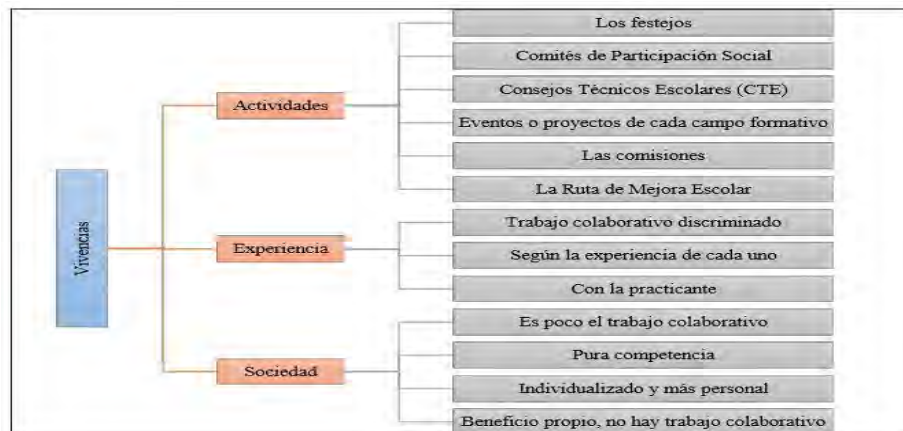 Vivencias
Actividades
Los festejos
Comités de Participación Social
Consejos Técnicos Escolares (CTE)
Eventos o proyectos de cada campo formativo
Las comisiones
La Ruta de Mejora Escolar
Experiencia
Trabajo colaborativo discriminado
Según la experiencia de cada uno
Con la practicante
Sociedad
Es poco el trabajo colaborativo
Pura competencia
Individualizado y más personal
Beneficio propio, no hay trabajo colaborativo